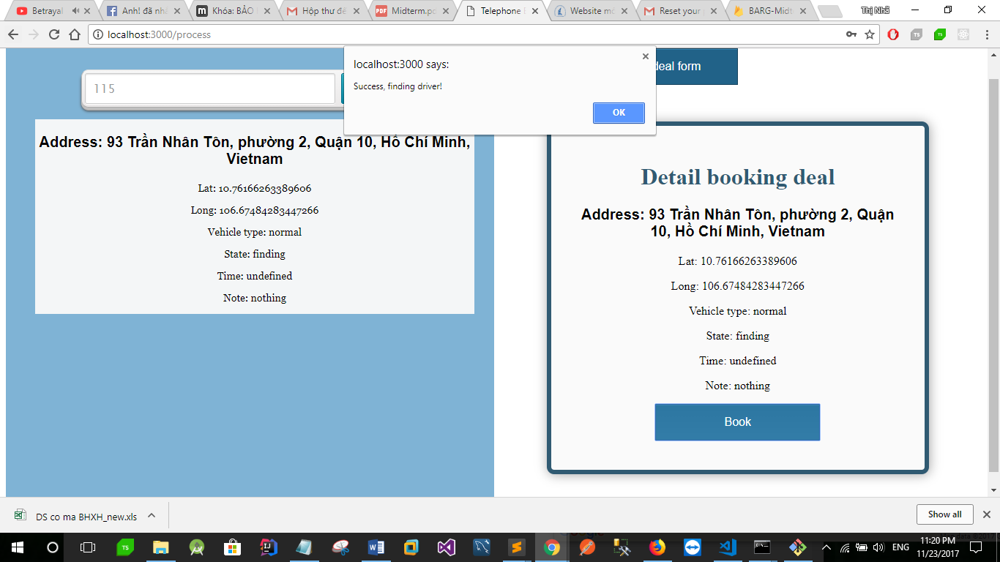 Betrayal
Anh! đã nhậ
Khóa: BẢO
Hộp thư đế
Midterm.pd
Telephone
Website mô
Reset your
BARG-Midt
Thị Nhã
localhost:3000/process
115
localhost:3000 says:
Success, finding driver!
OK
deal form
Address: 93 Trần Nhân Tôn, phường 2, Quận 10, Hồ Chí Minh,
Vietnam
Lat: 10.76166263389606
Long: 106.67484283447266
Vehicle type: normal
State: finding
Time: undefined
Note: nothing
Detail booking deal
Address: 93 Trần Nhân Tôn, phường 2, Quận
10, Hồ Chí Minh, Vietnam
Lat: 10.76166263389606
Long: 106.67484283447266
Vehicle type: normal
State: finding
Time: undefined
Note: nothing
Book
DS co ma BHXH_new.xls
Show all
ENG
11:20 PM
11/23/2017